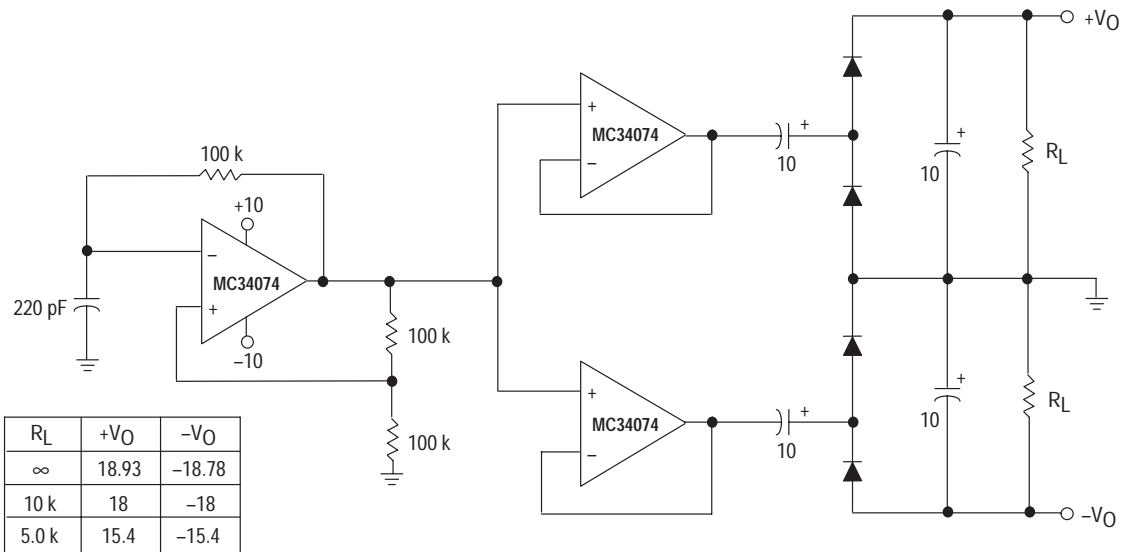 +VO
+
MC34074
–
+
10
+
10
RL
100 k
+10
–
MC34074
+
–10
220 pF
100 k
100 k
+
MC34074
–
+
10
+
10
RL
–VO
RL +VO –VO
∞ 18.93 –18.78
10 k 18 –18
5.0 k 15.4 –15.4